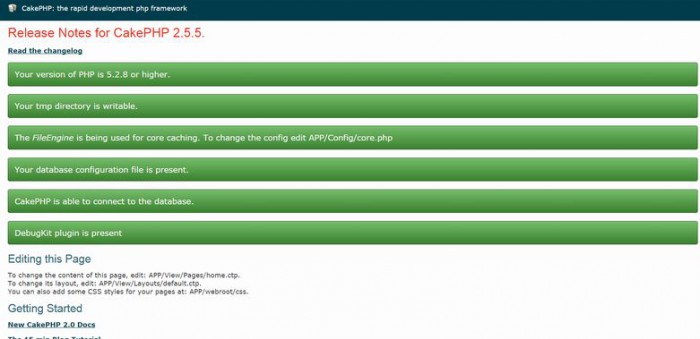 CakePHP: the rapid development php framework
Release Notes for CakePHP 2.5.5.
Read the changelog
Your version of PHP is 5.2.8 or higher.
Your tmp directory is writable.
The FileEngine is being used for core caching. To change the config edit APP/Config/core.php
Your database configuration file is present.
CakePHP is able to connect to the database.
DebugKit plugin is present
Editing this Page
To change the content of this page, edit: APP/View/Pages/home.ctp.
To change its layout, edit: APP/View/Layouts/default.ctp.
You can also add some CSS styles for your pages at: APP/webroot/css.
Getting Started
New CakePHP 2.0 Docs
The 15 min Blog Tutorial